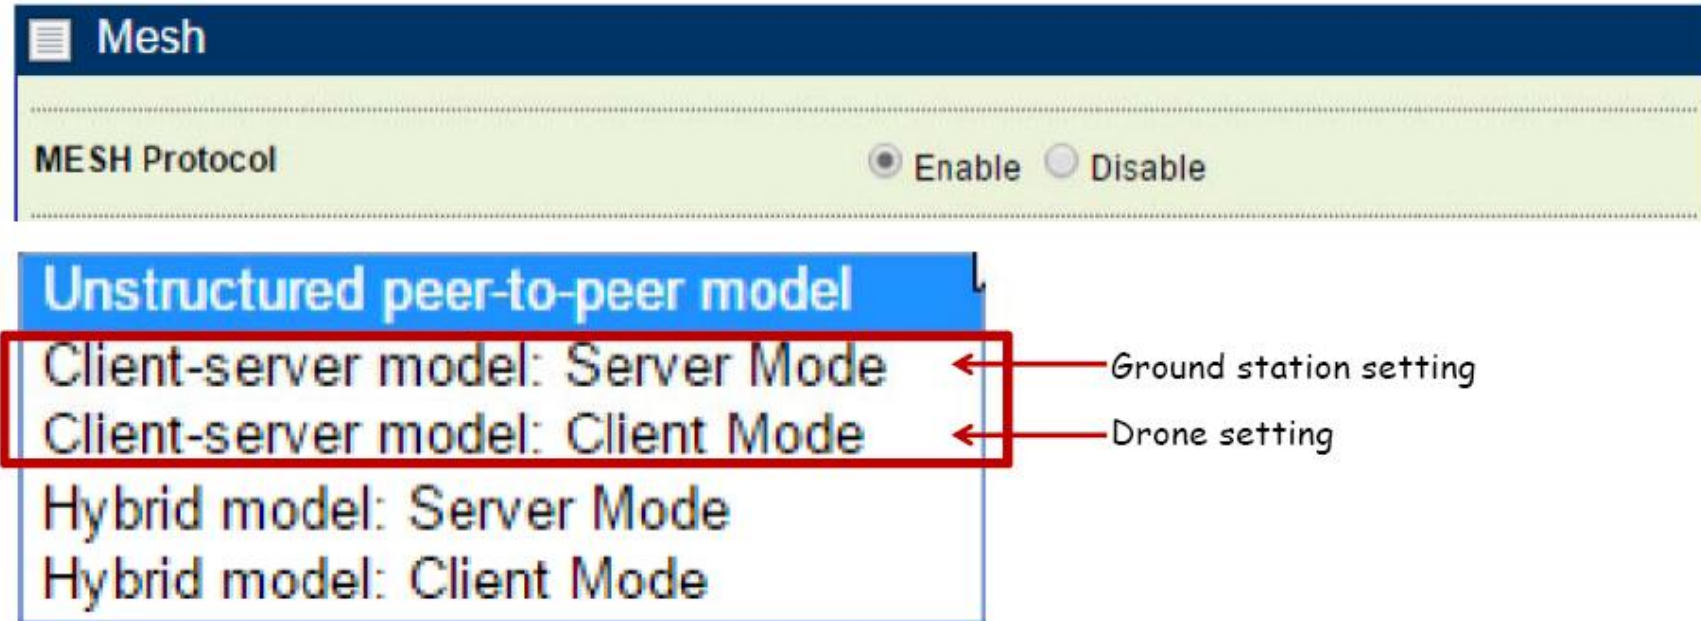 Mesh
MESH Protocol Enable Disable
Unstructured peer-to-peer model
Client-server model: Server Mode Ground station setting
Client-server model: Client Mode Drone setting
Hybrid model: Server Mode
Hybrid model: Client Mode